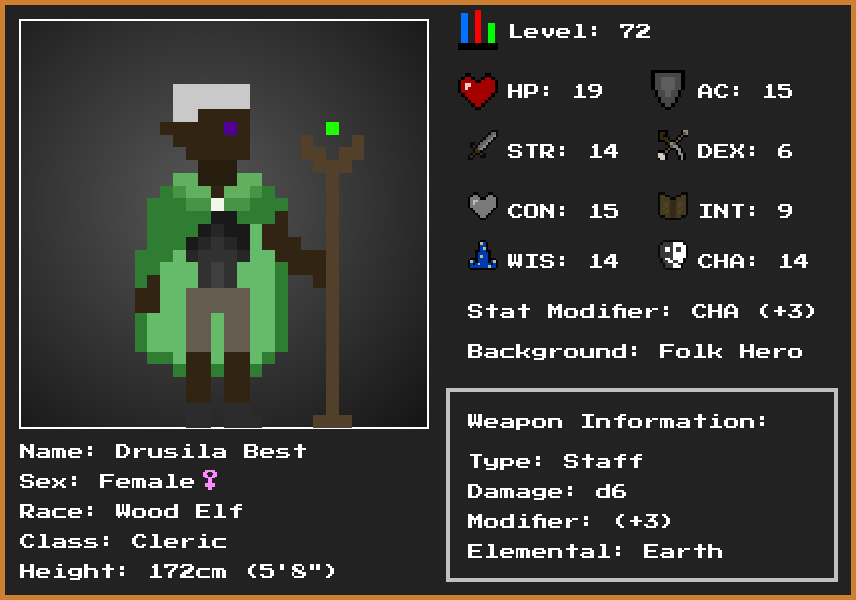 Level: 72
HP: 19
AC: 15
STR: 14
DEX: 6
CON: 15
INT: 9
WIS: 14
CHA: 14
Stat Modifier: CHA (+3)
Background: Folk Hero
Weapon Information:
Type: Staff
Damage: d6
Modifier: (+3)
Elemental: Earth
Name: Drusila Best
Sex: Female♀
Race: Wood Elf
Class: Cleric
Height: 172cm (5'8")